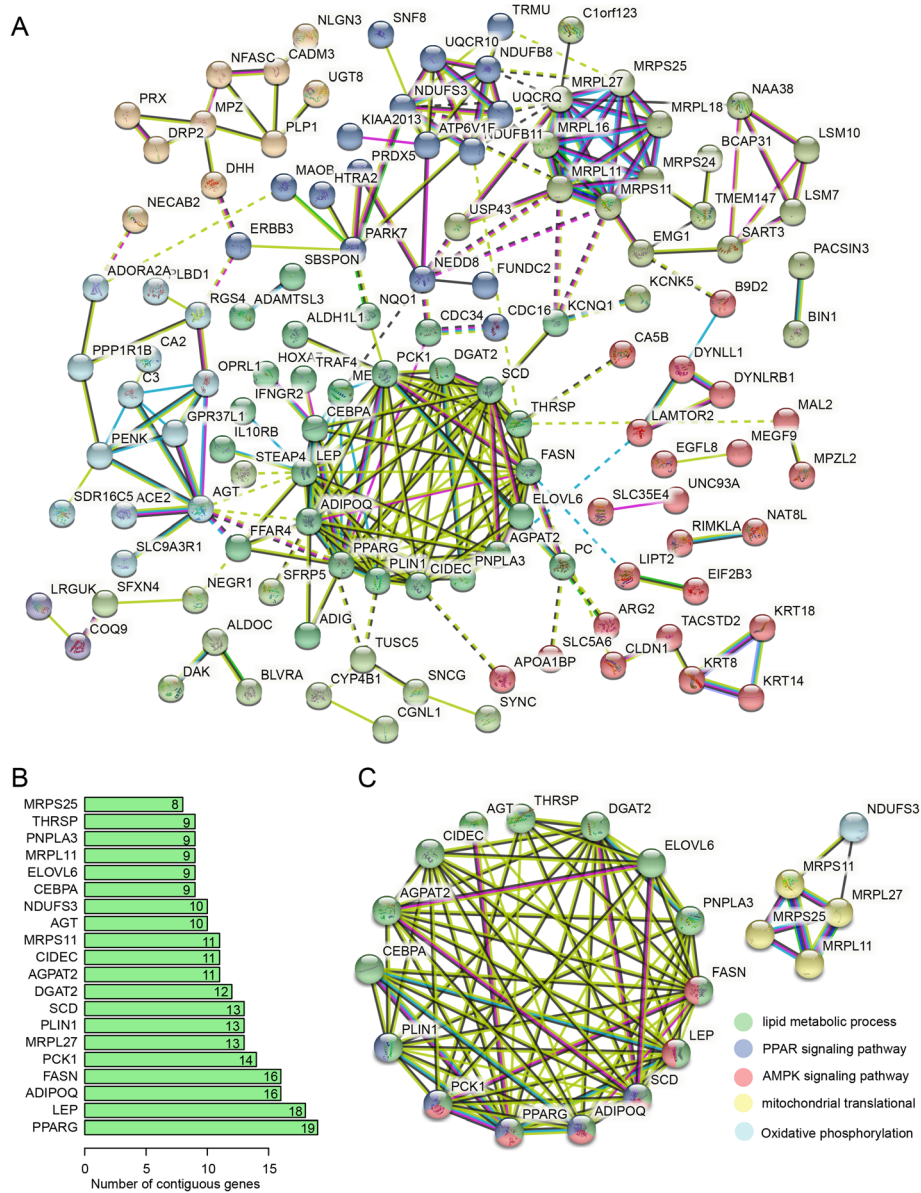 A
NLGN3
SNF8
TRMU
C1orf123
NFASC
CADM3
UQCR10
NDUFB8
MRPS25
UGT8
MRPL27
NAA38
PRX
MPZ
NDUFS3
UQCRQ
MRPL18
DRP2
PLP1
KIAA2013
ATP6V1F
NDUFB11
MRPL16
BCAP31
LSM10
PRDX5
MRPS24
DHH
MAOB
HTRA2
MRPL11
MRPS11
TMEM147
LSM7
NECAB2
USP43
ERBB3
PARK7
EMG1
SART3
SBSPON
NEDD8
FUNDC2
PACSIN3
ADORA2A
PLBD1
RGS4
ADAMTSL3
NQO1
KCNK5
B9D2
ALDH1L1
CDC34
CDC16
KCNQ1
BIN1
PPP1R1B
CA2
CA5B
DYNLL1
C3
OPRL1
HOXA
TRAF4
PCK1
DGAT2
SCD
ME
DYNLRB1
IFNGR2
CEBPA
THRSP
LAMTOR2
MAL2
GPR37L1
PENK
IL10RB
STEAP4
LEP
FASN
EGFL8
MEGF9
MPZL2
SDR16C5
ACE2
AGT
ADIPOQ
ELOVL6
SLC35E4
UNC93A
SLC9A3R1
FFAR4
AGPAT2
RIMKLA
NAT8L
PPARG
PLIN1
CIDEC
PNPLA3
PC
LIPT2
EIF2B3
SFXN4
NEGR1
SFRP5
LRGUK
ARG2
COQ9
ALDOC
ADIG
TACSTD2
KRT18
TUSC5
SLC5A6
CLDN1
DAK
BLVRA
CYP4B1
SNCG
APOA1BP
KRT8
KRT14
CGNL1
SYNC
B
MRPS25 8
THRSP 9
PNPLA3 9
MRPL11 9
ELOVL6 9
CEBPA 9
NDUFS3 10
AGT 10
MRPS11 11
CIDEC 11
AGPAT2 11
DGAT2 12
SCD 13
PLIN1 13
MRPL27 13
PCK1 14
FASN 16
ADIPOQ 16
LEP 18
PPARG 19
0 5 10 15
Number of contiguous genes
C
AGT
THRSP
DGAT2
CIDEC
ELOVL6
AGPAT2
PNPLA3
CEBPA
FASN
PLIN1
LEP
PCK1
SCD
PPARG
ADIPOQ
NDUFS3
MRPS11
MRPL27
MRPS25
MRPL11
lipid metabolic process
PPAR signaling pathway
AMPK signaling pathway
mitochondrial translational
Oxidative phosphorylation